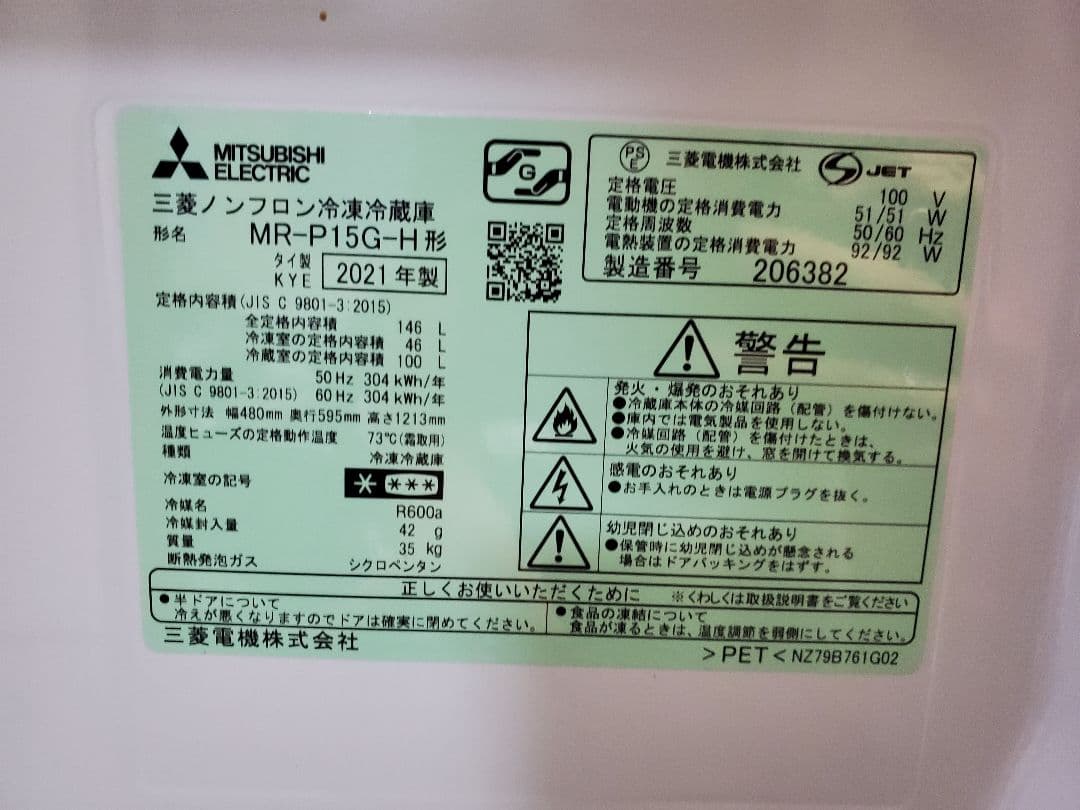 MITSUBISHI
ELECTRIC
三菱ノンフロン冷凍冷蔵庫
形名 MR-P15G-H形
タイ製
KYE 2021年製
定格内容積(JIS C 9801-3:2015)
全定格内容積 146 L
冷凍室の定格内容積 46 L
冷蔵室の定格内容積 100 L
消費電力量 50Hz 304kWh/年
(JIS C 9801-3:2015) 60Hz 304kWh/年
外形寸法 幅480mm 奥行595mm 高さ1213mm
温度ヒューズの定格動作温度 73℃(霜取用)
種類 冷凍冷蔵庫
冷凍室の記号 * ***
冷媒名 R600a
冷媒封入量 42 g
質量 35 kg
断熱発泡ガス シクロペンタン
G
PS
E 三菱電機株式会社 S JET
定格電圧 100 V
電動機の定格消費電力 51/51 W
定格周波数 50/60 Hz
電熱装置の定格消費電力 92/92 W
製造番号 206382
警告
発火・爆発のおそれあり
●冷蔵庫本体の冷媒回路(配管)を傷付けない。
●庫内では電気製品を使用しない。
●冷媒回路(配管)を傷付けたときは、
火気の使用を避け、窓を開けて換気する。
感電のおそれあり
●お手入れのときは電源プラグを抜く。
幼児閉じ込めのおそれあり
●保管時に幼児閉じ込めが懸念される
場合はドアパッキングをはずす。
正しくお使いいただくために ※くわしくは取扱説明書をご覧ください
●半ドアについて
冷えが悪くなりますのでドアは確実に閉めてください。
●食品の凍結について
食品が凍るときは、温度調節を弱側にしてください。
三菱電機株式会社
>PET< NZ79B761G02